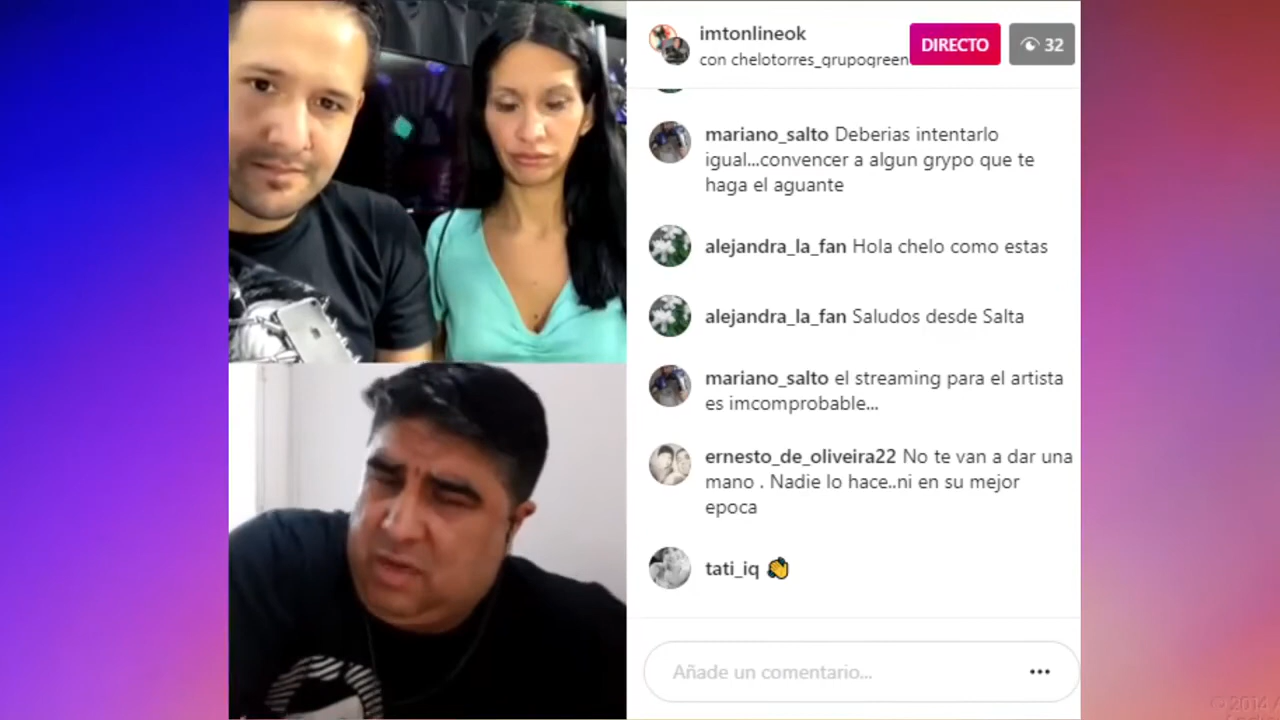 imtonlineok
con chelotorres_grupogreen
DIRECTO
32
mariano_salto Deberias intentarlo
igual...convencer a algun grypo que te
haga el aguante
alejandra_la_fan Hola chelo como estas
alejandra_la_fan Saludos desde Salta
mariano_salto el streaming para el artista
es imcomprobable...
ernesto_de_oliveira22 No te van a dar una
mano . Nadie lo hace..ni en su mejor
epoca
tati_iq 👏
Añade un comentario...
© 2014